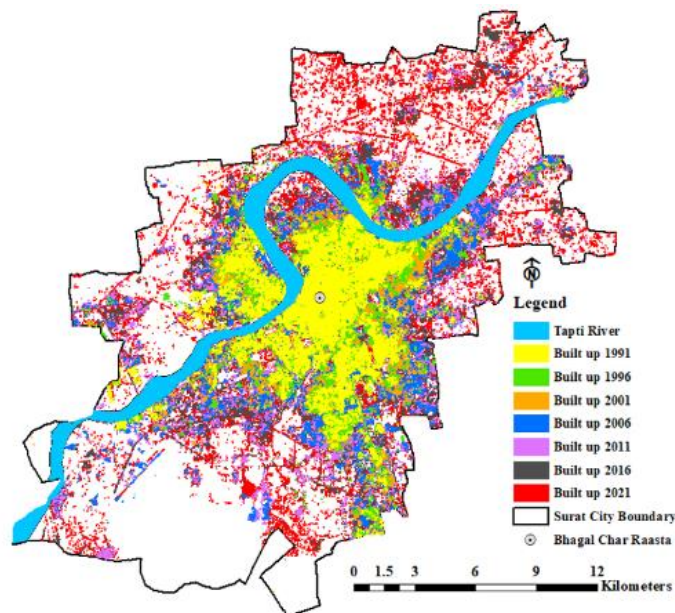 N
Legend
Tapti River
Built up 1991
Built up 1996
Built up 2001
Built up 2006
Built up 2011
Built up 2016
Built up 2021
Surat City Boundary
Bhagal Char Raasta
0 1.5 3 6 9 12
Kilometers